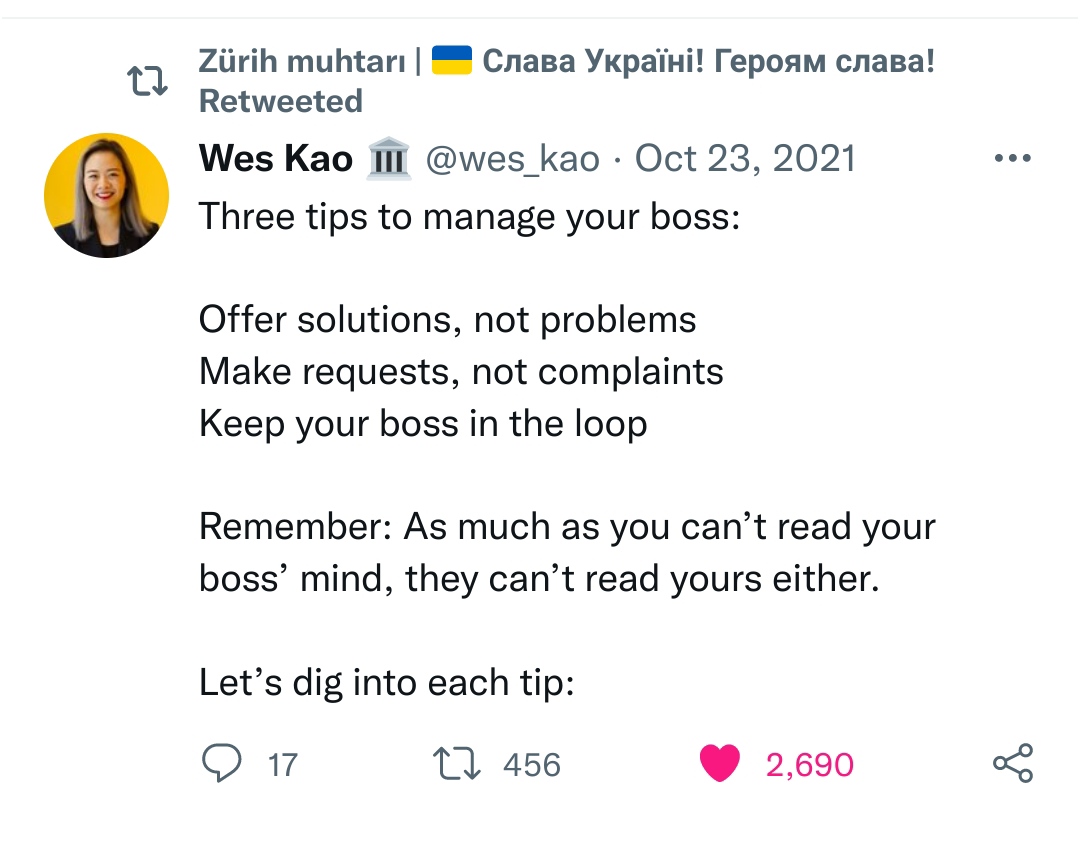 Zürih muhtarı | 🇺🇦 Слава Україні! Героям слава!
Retweeted
Wes Kao 🏛 @wes_kao · Oct 23, 2021
Three tips to manage your boss:
Offer solutions, not problems
Make requests, not complaints
Keep your boss in the loop
Remember: As much as you can’t read your
boss’ mind, they can’t read yours either.
Let’s dig into each tip:
17 456 2,690